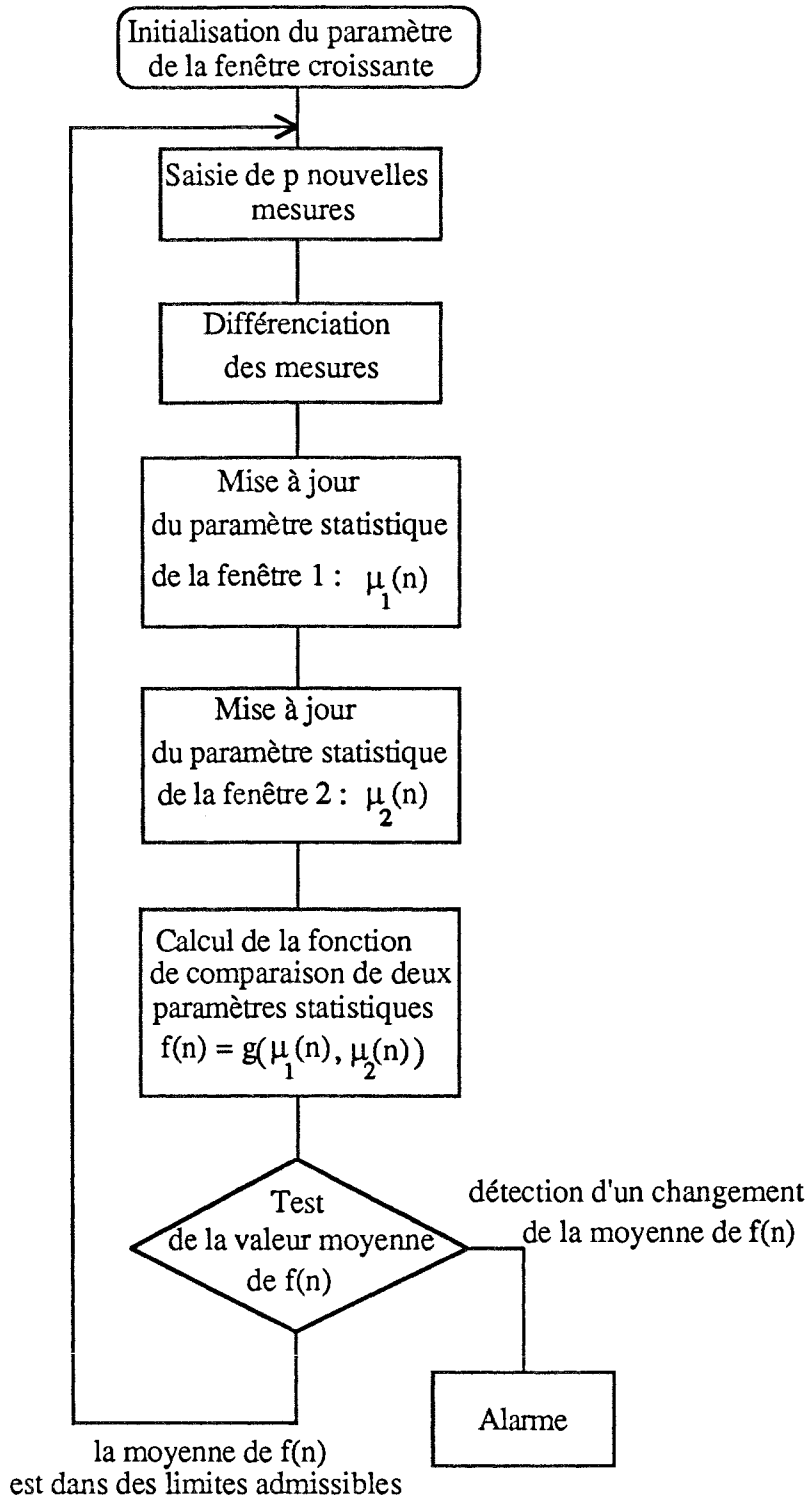 Initialisation du paramètre
de la fenêtre croissante
Saisie de p nouvelles
mesures
Différenciation
des mesures
Mise à jour
du paramètre statistique
de la fenêtre 1 : μ₁(n)
Mise à jour
du paramètre statistique
de la fenêtre 2 : μ₂(n)
Calcul de la fonction
de comparaison de deux
paramètres statistiques
f(n) = g(μ₁(n), μ₂(n))
Test
de la valeur moyenne
de f(n)
détection d'un changement
de la moyenne de f(n)
Alarme
la moyenne de f(n)
est dans des limites admissibles